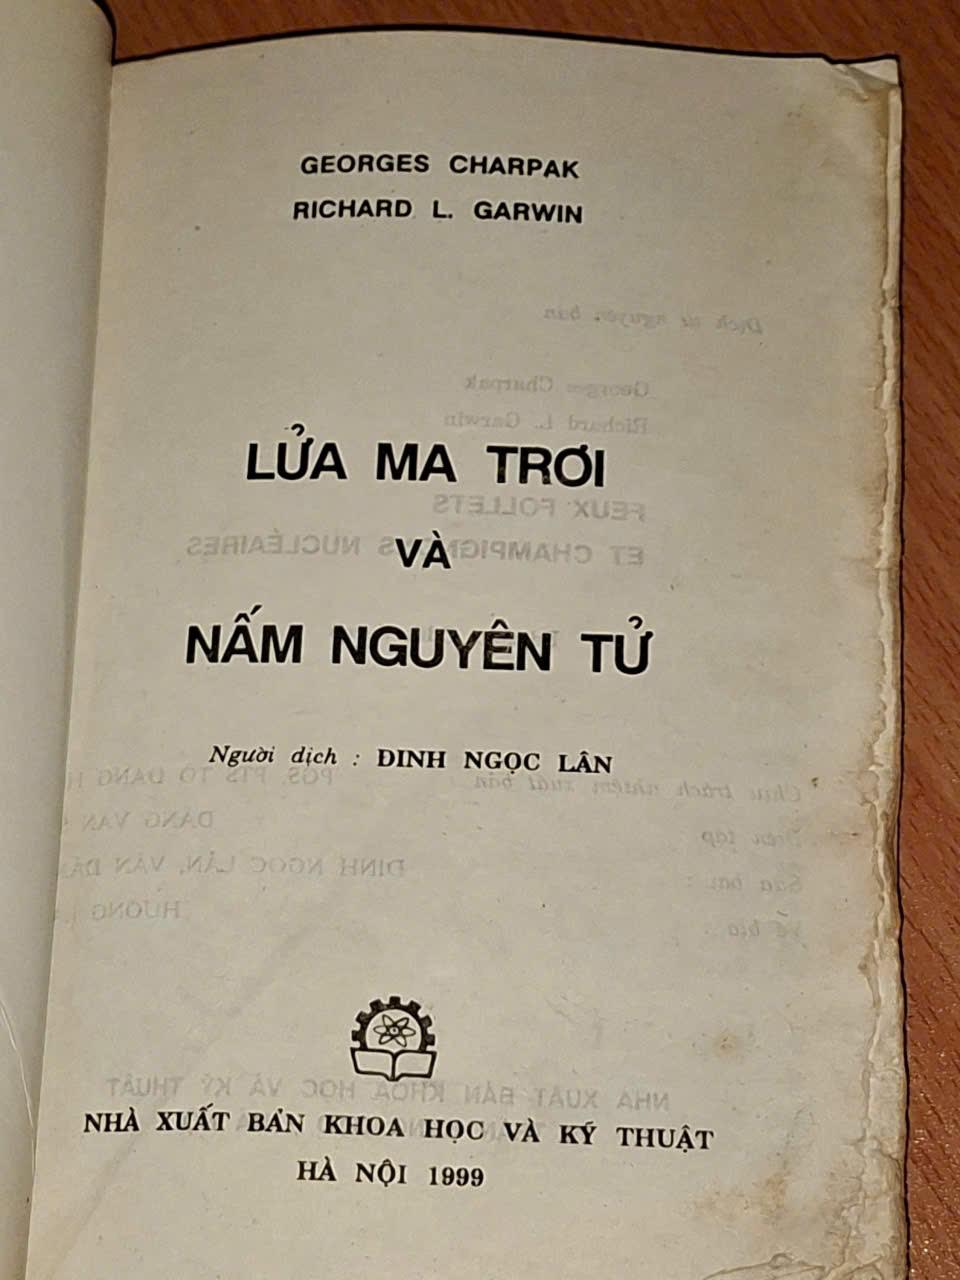 GEORGES CHARPAK
RICHARD L. GARWIN
LỬA MA TRƠI
VÀ
NẤM NGUYÊN TỬ
Người dịch : ĐINH NGỌC LÂN
NHÀ XUẤT BẢN KHOA HỌC VÀ KỸ THUẬT
HÀ NỘI 1999